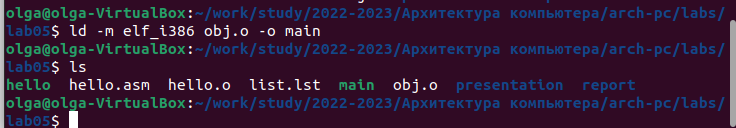 olga@olga-VirtualBox:~/work/study/2022-2023/Архитектура компьютера/arch-pc/labs/
lab05$ ld -m elf_i386 obj.o -o main
olga@olga-VirtualBox:~/work/study/2022-2023/Архитектура компьютера/arch-pc/labs/
lab05$ ls
hello  hello.asm  hello.o  list.lst  main  obj.o  presentation  report
olga@olga-VirtualBox:~/work/study/2022-2023/Архитектура компьютера/arch-pc/labs/
lab05$